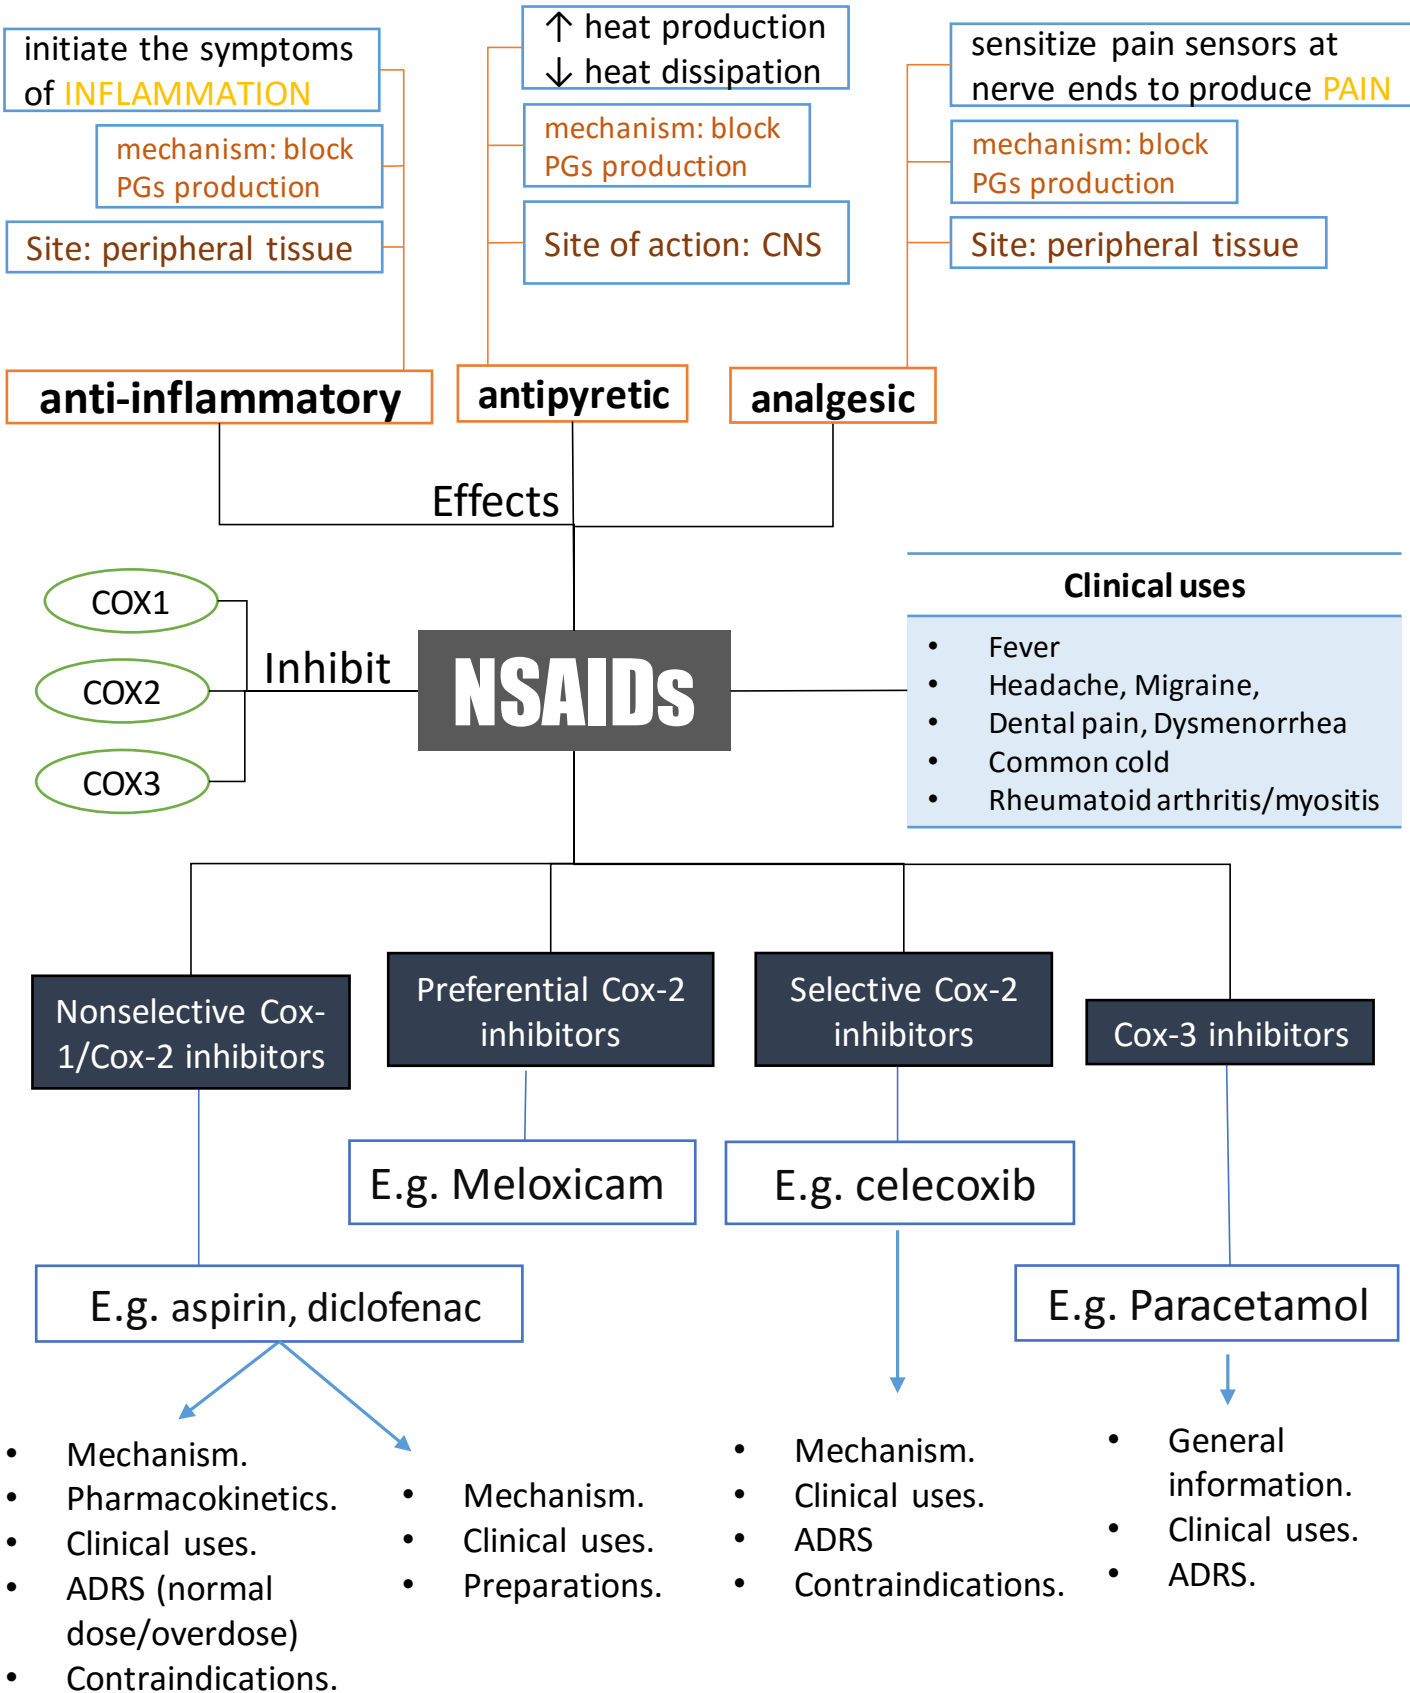 initiate the symptoms
of INFLAMMATION
mechanism: block
PGs production
Site: peripheral tissue
↑ heat production
↓ heat dissipation
mechanism: block
PGs production
Site of action: CNS
sensitize pain sensors at
nerve ends to produce PAIN
mechanism: block
PGs production
Site: peripheral tissue
anti-inflammatory
antipyretic
analgesic
Effects
COX1
COX2
COX3
Inhibit
NSAIDs
Clinical uses
• Fever
• Headache, Migraine,
• Dental pain, Dysmenorrhea
• Common cold
• Rheumatoid arthritis/myositis
Nonselective Cox-
1/Cox-2 inhibitors
Preferential Cox-2
inhibitors
Selective Cox-2
inhibitors
Cox-3 inhibitors
E.g. Meloxicam
E.g. celecoxib
E.g. aspirin, diclofenac
E.g. Paracetamol
• Mechanism.
• Pharmacokinetics.
• Clinical uses.
• ADRS (normal
dose/overdose)
• Contraindications.
• Mechanism.
• Clinical uses.
• Preparations.
• Mechanism.
• Clinical uses.
• ADRS
• Contraindications.
• General
information.
• Clinical uses.
• ADRS.